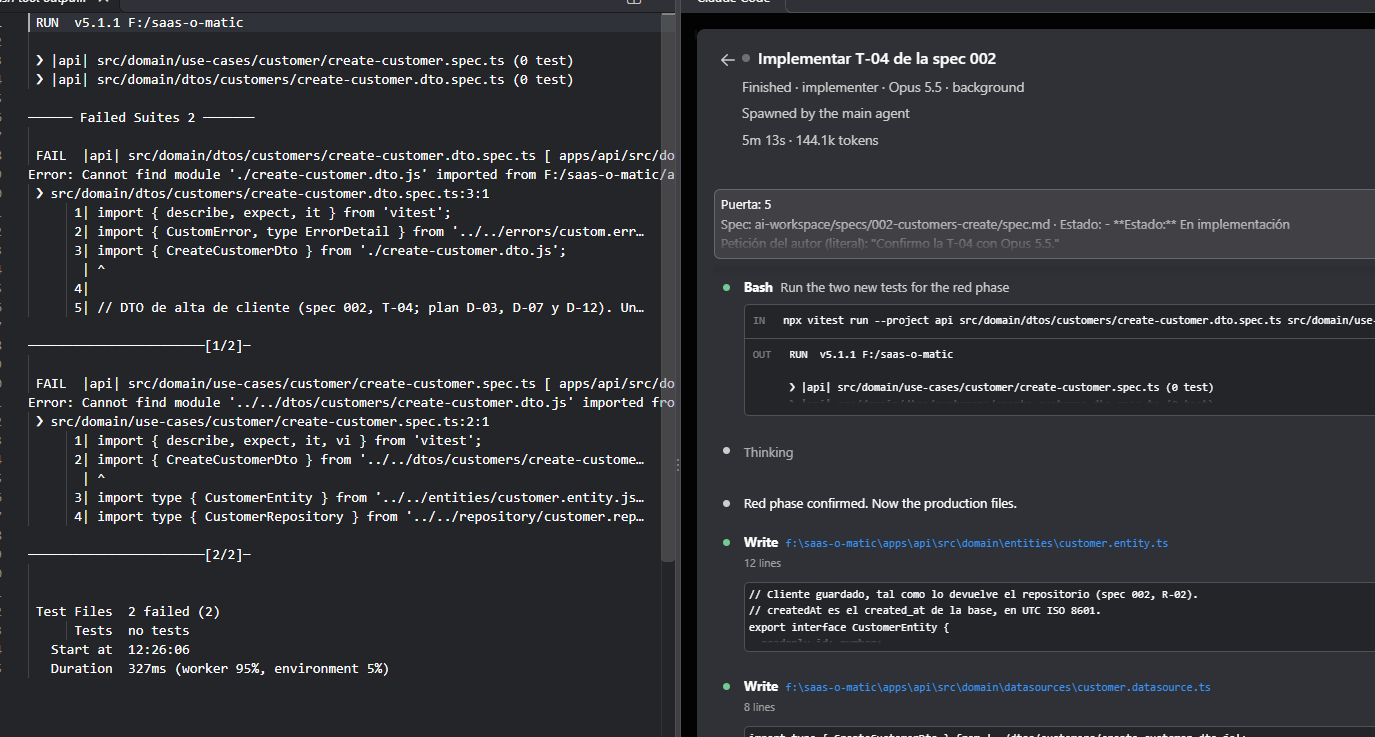 RUN v5.1.1 F:/saas-o-matic
❯ |api| src/domain/use-cases/customer/create-customer.spec.ts (0 test)
❯ |api| src/domain/dtos/customers/create-customer.dto.spec.ts (0 test)
Failed Suites 2
FAIL |api| src/domain/dtos/customers/create-customer.dto.spec.ts [ apps/api/src/do
Error: Cannot find module './create-customer.dto.js' imported from F:/saas-o-matic/a
❯ src/domain/dtos/customers/create-customer.dto.spec.ts:3:1
1| import { describe, expect, it } from 'vitest';
2| import { CustomError, type ErrorDetail } from '../../errors/custom.err…
3| import { CreateCustomerDto } from './create-customer.dto.js';
| ^
4|
5| // DTO de alta de cliente (spec 002, T-04; plan D-03, D-07 y D-12). Un…
[1/2]
FAIL |api| src/domain/use-cases/customer/create-customer.spec.ts [ apps/api/src/do
Error: Cannot find module '../../dtos/customers/create-customer.dto.js' imported fro
❯ src/domain/use-cases/customer/create-customer.spec.ts:2:1
1| import { describe, expect, it, vi } from 'vitest';
2| import { CreateCustomerDto } from '../../dtos/customers/create-custome…
| ^
3| import type { CustomerEntity } from '../../entities/customer.entity.js…
4| import type { CustomerRepository } from '../../repository/customer.rep…
[2/2]
Test Files 2 failed (2)
Tests no tests
Start at 12:26:06
Duration 327ms (worker 95%, environment 5%)
Claude Code
← Implementar T-04 de la spec 002
Finished · implementer · Opus 5.5 · background
Spawned by the main agent
5m 13s · 144.1k tokens
Puerta: 5
Spec: ai-workspace/specs/002-customers-create/spec.md · Estado: - **Estado:** En implementación
Petición del autor (literal): "Confirmo la T-04 con Opus 5.5."
Bash Run the two new tests for the red phase
IN npx vitest run --project api src/domain/dtos/customers/create-customer.dto.spec.ts src/domain/use-
OUT RUN v5.1.1 F:/saas-o-matic
❯ |api| src/domain/use-cases/customer/create-customer.spec.ts (0 test)
Thinking
Red phase confirmed. Now the production files.
Write f:\saas-o-matic\apps\api\src\domain\entities\customer.entity.ts
12 lines
// Cliente guardado, tal como lo devuelve el repositorio (spec 002, R-02).
// createdAt es el created_at de la base, en UTC ISO 8601.
export interface CustomerEntity {
Write f:\saas-o-matic\apps\api\src\domain\datasources\customer.datasource.ts
8 lines